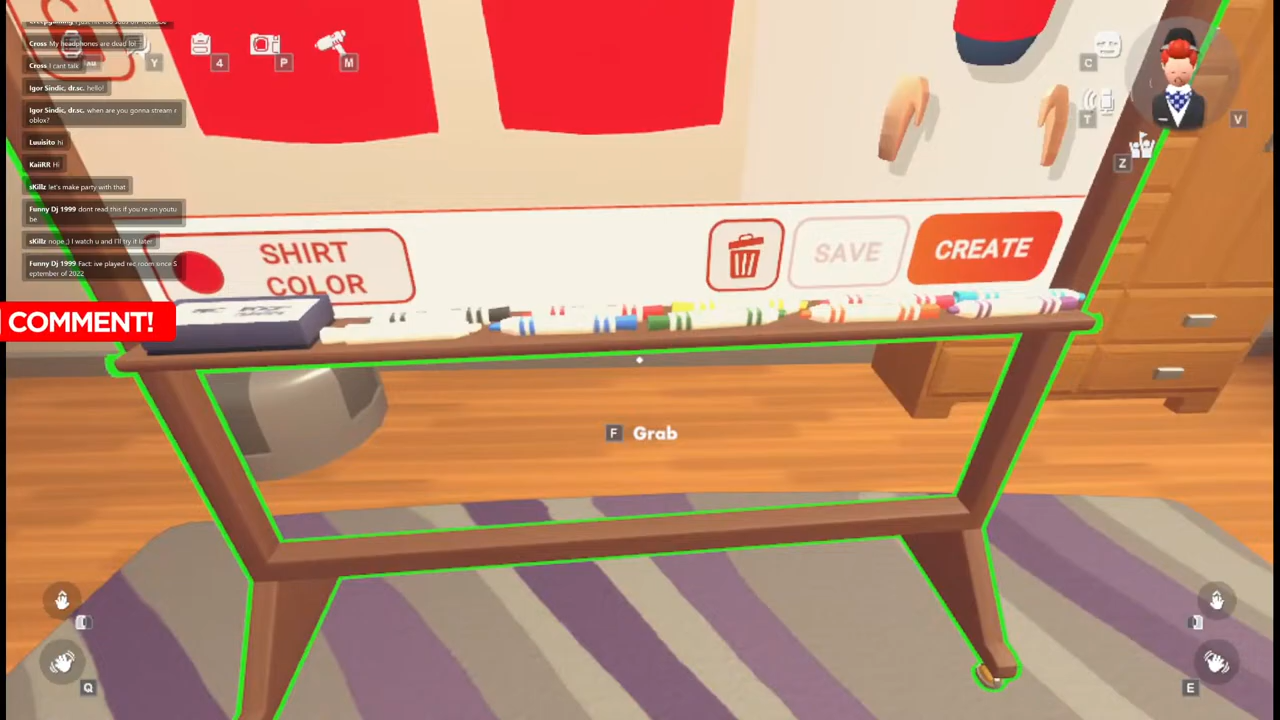 Cross My headphones are dead lol
Cross I cant talk
Igor Sindic, dr.sc. hello!
Igor Sindic, dr.sc. when are you gonna stream r
oblox?
Luuisito hi
KaiiRR Hi
sKillz let's make party with that
Funny Dj 1999 dont read this if you're on youtu
be
sKillz nope ;) I watch u and I'll try it later
Funny Dj 1999 Fact: ive played rec room since S
eptember of 2022
Y
4
P
M
C
T
V
Z
SHIRT
COLOR
SAVE
CREATE
COMMENT!
F Grab
Q
E